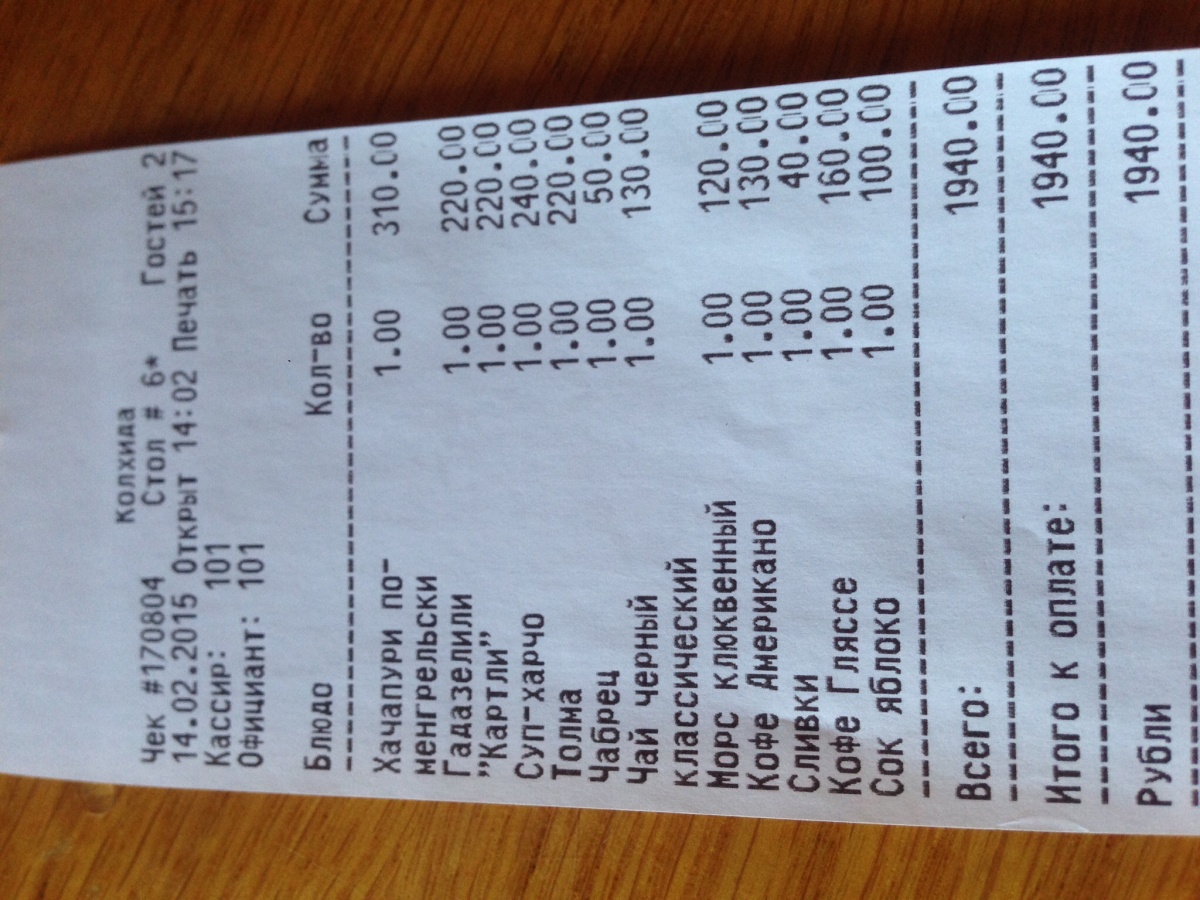 Колхида
Чек #170804 Стол # 6* Гостей 2
14.02.2015 Открыт 14:02 Печать 15:17
Кассир: 101
Официант: 101
Блюдо Кол-во Сумма
Хачапури по- 1.00 310.00
менгрельски
Гадазелили 1.00 220.00
"Картли" 1.00 220.00
Суп-харчо 1.00 240.00
Толма 1.00 220.00
Чабрец 1.00 50.00
Чай черный 1.00 130.00
классический
Морс клюквенный 1.00 120.00
Кофе Американо 1.00 130.00
Сливки 1.00 40.00
Кофе Гляссе 1.00 160.00
Сок яблоко 1.00 100.00
Всего: 1940.00
Итого к оплате: 1940.00
Рубли 1940.00